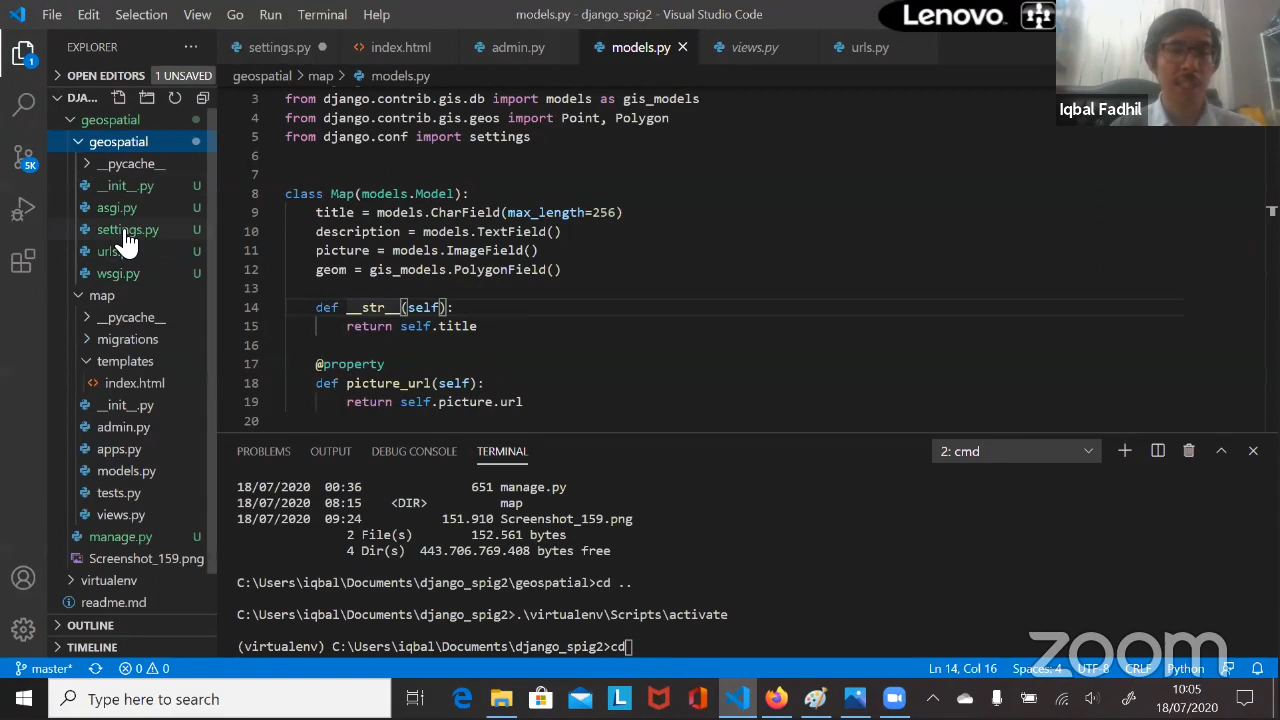 File Edit Selection View Go Run Terminal Help models.py - django_spig2 - Visual Studio Code
Lenovo
EXPLORER ···
settings.py
index.html
admin.py
models.py
views.py
urls.py
Iqbal Fadhil
OPEN EDITORS 1 UNSAVED
geospatial > map > models.py
DJA...
geospatial
geospatial
__pycache__
__init__.py U
asgi.py U
settings.py U
urls U
wsgi.py U
map
__pycache__
migrations
templates
index.html
__init__.py
admin.py
apps.py
models.py
tests.py
views.py
manage.py U
Screenshot_159.png
virtualenv
readme.md
OUTLINE
TIMELINE
1
5K
3 from django.contrib.gis.db import models as gis_models
4 from django.contrib.gis.geos import Point, Polygon
5 from django.conf import settings
6
7
8 class Map(models.Model):
9 title = models.CharField(max_length=256)
10 description = models.TextField()
11 picture = models.ImageField()
12 geom = gis_models.PolygonField()
13
14 def __str__(self):
15 return self.title
16
17 @property
18 def picture_url(self):
19 return self.picture.url
20
PROBLEMS OUTPUT DEBUG CONSOLE TERMINAL 2: cmd
18/07/2020 00:36 651 manage.py
18/07/2020 08:15 <DIR> map
18/07/2020 09:24 151.910 Screenshot_159.png
2 File(s) 152.561 bytes
4 Dir(s) 443.706.769.408 bytes free
C:\Users\iqbal\Documents\django_spig2\geospatial>cd ..
C:\Users\iqbal\Documents\django_spig2>.\virtualenv\Scripts\activate
(virtualenv) C:\Users\iqbal\Documents\django_spig2>cd
zoom
master* 0 0 Ln 14, Col 16 Spaces: 4 UTF-8 CRLF Python
Type here to search
10:05
18/07/2020